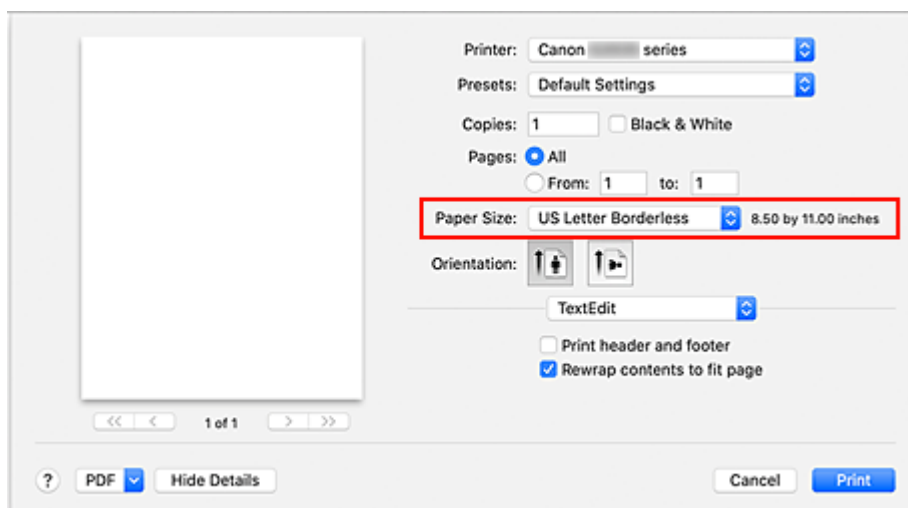 Printer: Canon series
Presets: Default Settings
Copies: 1 Black & White
Pages: All
From: 1 to: 1
Paper Size: US Letter Borderless 8.50 by 11.00 inches
Orientation:
TextEdit
Print header and footer
Rewrap contents to fit page
<< < 1 of 1 > >>
? PDF Hide Details Cancel Print